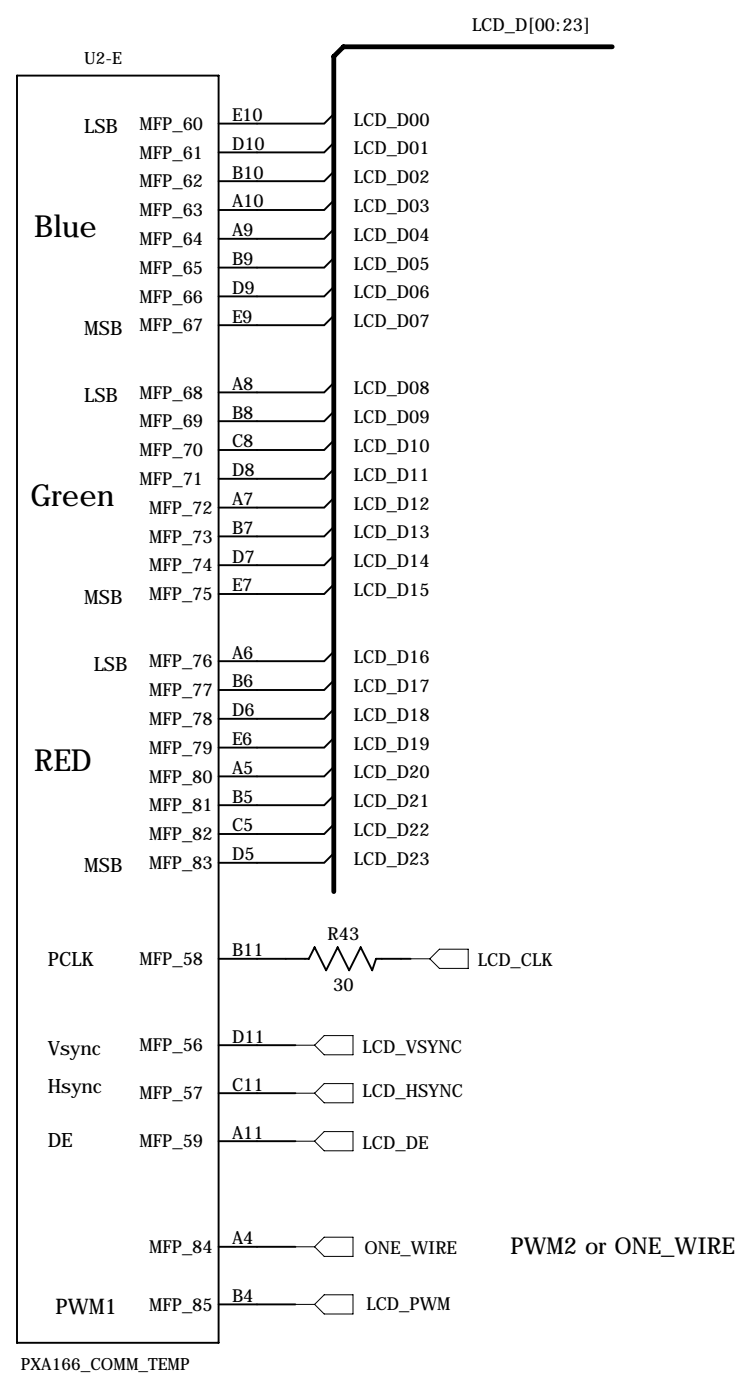 LCD_D[00:23]
U2-E
LSB MFP_60 E10 LCD_D00
MFP_61 D10 LCD_D01
MFP_62 B10 LCD_D02
MFP_63 A10 LCD_D03
Blue
MFP_64 A9 LCD_D04
MFP_65 B9 LCD_D05
MFP_66 D9 LCD_D06
MSB MFP_67 E9 LCD_D07
LSB MFP_68 A8 LCD_D08
MFP_69 B8 LCD_D09
MFP_70 C8 LCD_D10
MFP_71 D8 LCD_D11
Green
MFP_72 A7 LCD_D12
MFP_73 B7 LCD_D13
MFP_74 D7 LCD_D14
MSB MFP_75 E7 LCD_D15
LSB MFP_76 A6 LCD_D16
MFP_77 B6 LCD_D17
MFP_78 D6 LCD_D18
MFP_79 E6 LCD_D19
RED
MFP_80 A5 LCD_D20
MFP_81 B5 LCD_D21
MFP_82 C5 LCD_D22
MSB MFP_83 D5 LCD_D23
R43
PCLK MFP_58 B11 LCD_CLK
30
Vsync MFP_56 D11 LCD_VSYNC
Hsync MFP_57 C11 LCD_HSYNC
DE MFP_59 A11 LCD_DE
MFP_84 A4 ONE_WIRE PWM2 or ONE_WIRE
PWM1 MFP_85 B4 LCD_PWM
PXA166_COMM_TEMP